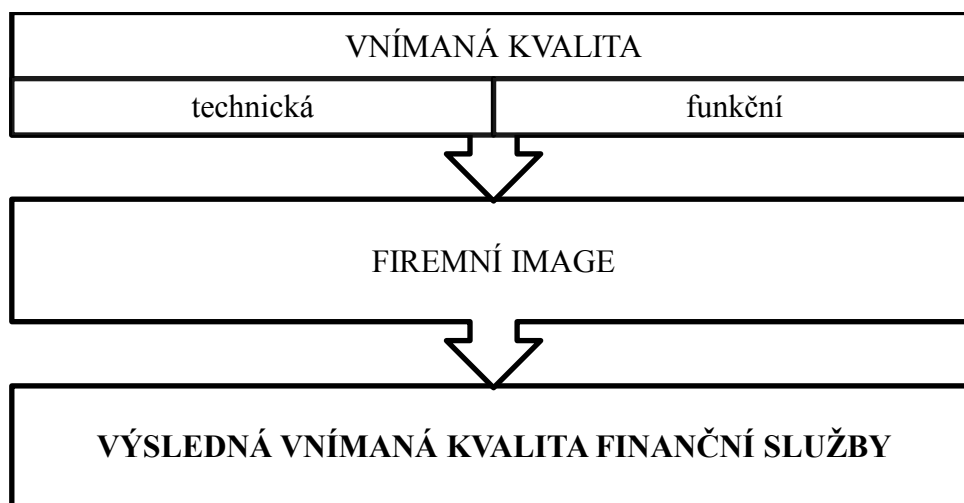 VNÍMANÁ KVALITA
technická
funkční
FIREMNÍ IMAGE
VÝSLEDNÁ VNÍMANÁ KVALITA FINANČNÍ SLUŽBY